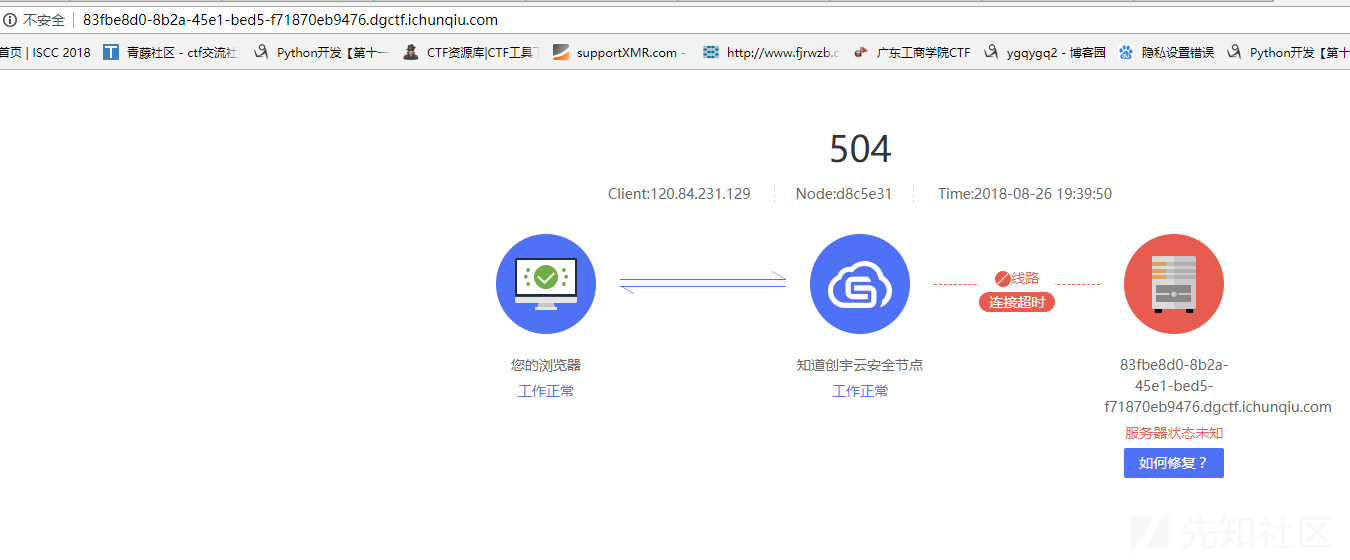 不安全 83fbe8d0-8b2a-45e1-bed5-f71870eb9476.dgctf.ichunqiu.com
首页 | ISCC 2018 青藤社区 - ctf交流社 Python开发【第十一 CTF资源库|CTF工具 supportXMR.com - http://www.fjrwzb.c 广东工商学院CTF ygqygq2 - 博客园 隐私设置错误 Python开发【第十
504
Client:120.84.231.129 Node:d8c5e31 Time:2018-08-26 19:39:50
线路
连接超时
您的浏览器
工作正常
知道创宇云安全节点
工作正常
83fbe8d0-8b2a-
45e1-bed5-
f71870eb9476.dgctf.ichunqiu.com
服务器状态未知
如何修复？
先知社区